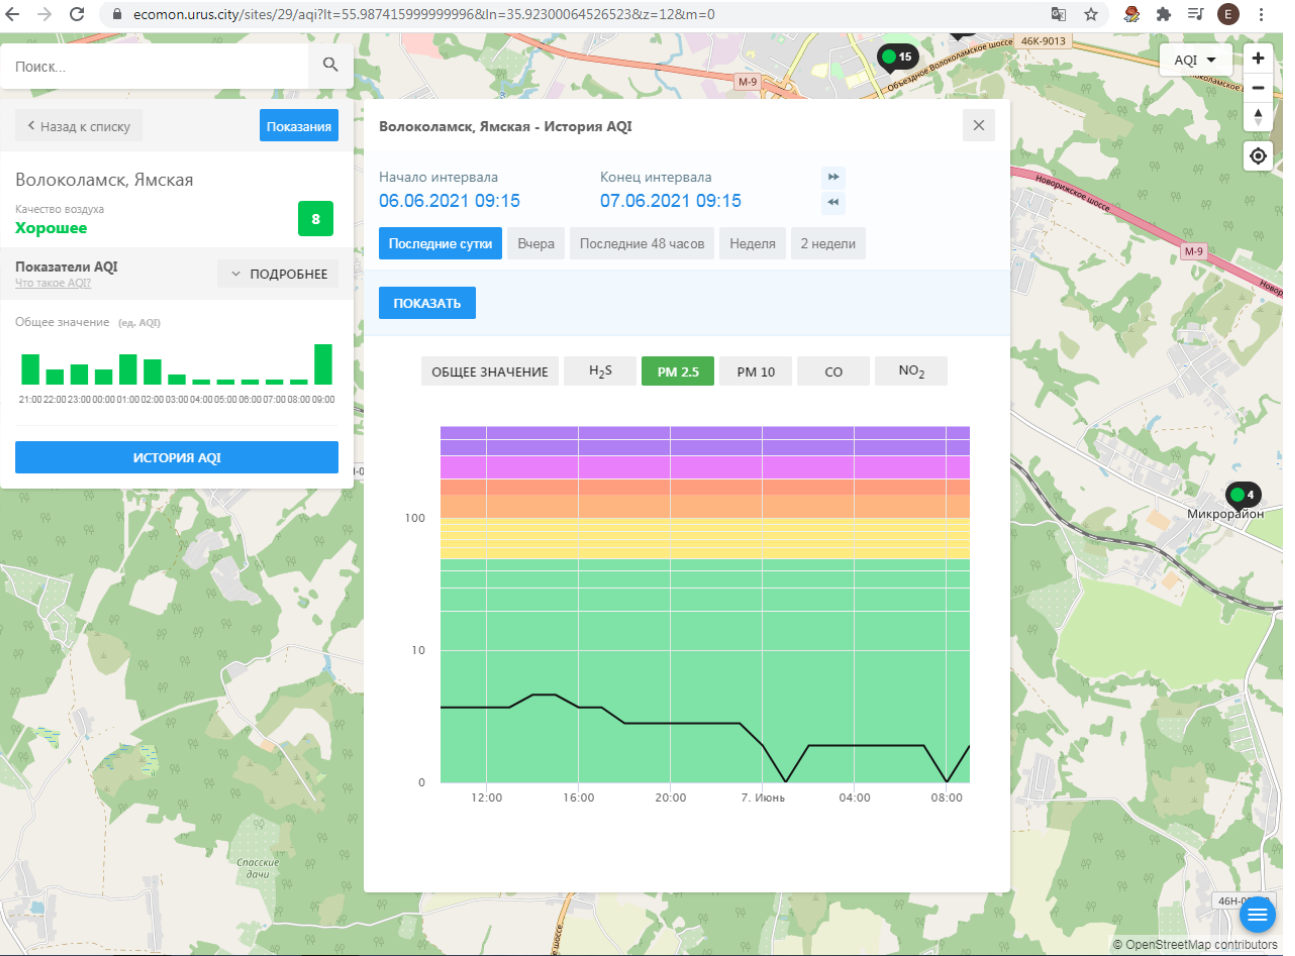 ecomon.urus.city/sites/29/aqi?lt=55.987415999999996&ln=35.92300064526523&z=12&m=0
E
46К-9013
Объездное Волоколамское шоссе
15
М-9
Поиск...
AQI
+
−
Назад к списку
Показания
Волоколамск, Ямская - История AQI
Волоколамск, Ямская
Качество воздуха
Хорошее
8
Начало интервала
Конец интервала
06.06.2021 09:15
07.06.2021 09:15
Последние сутки
Вчера
Последние 48 часов
Неделя
2 недели
Показатели AQI
Что такое AQI?
ПОДРОБНЕЕ
ПОКАЗАТЬ
Общее значение (ед. AQI)
21:00 22:00 23:00 00:00 01:00 02:00 03:00 04:00 05:00 06:00 07:00 08:00 09:00
ИСТОРИЯ AQI
ОБЩЕЕ ЗНАЧЕНИЕ
H2S
PM 2.5
PM 10
CO
NO2
100
10
0
12:00
16:00
20:00
7. Июнь
04:00
08:00
Новорижское шоссе
М-9
4
Микрорайон
Спасские
дачи
© OpenStreetMap contributors